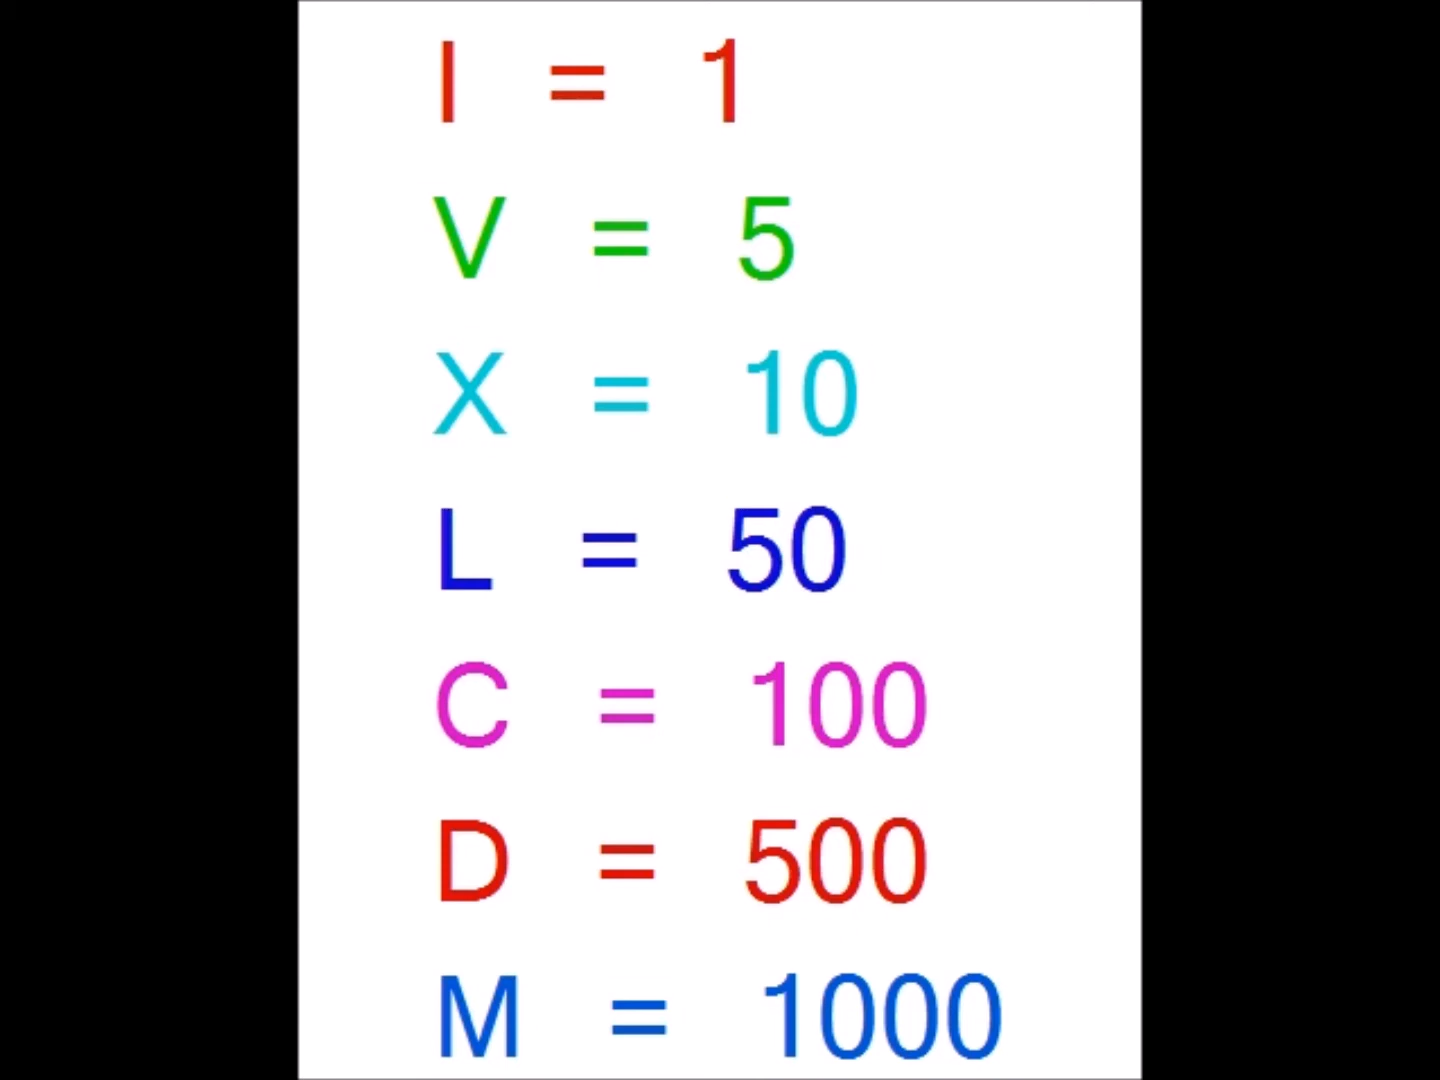 I = 1
V = 5
X = 10
L = 50
C = 100
D = 500
M = 1000